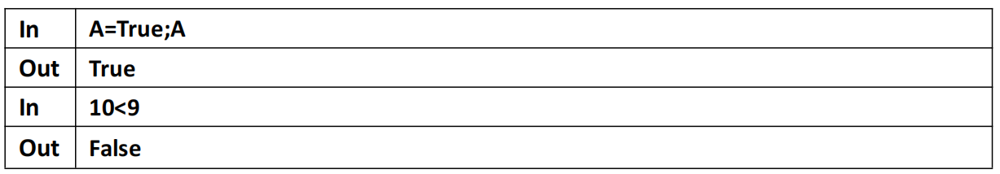 In A=True;A
Out True
In 10<9
Out False